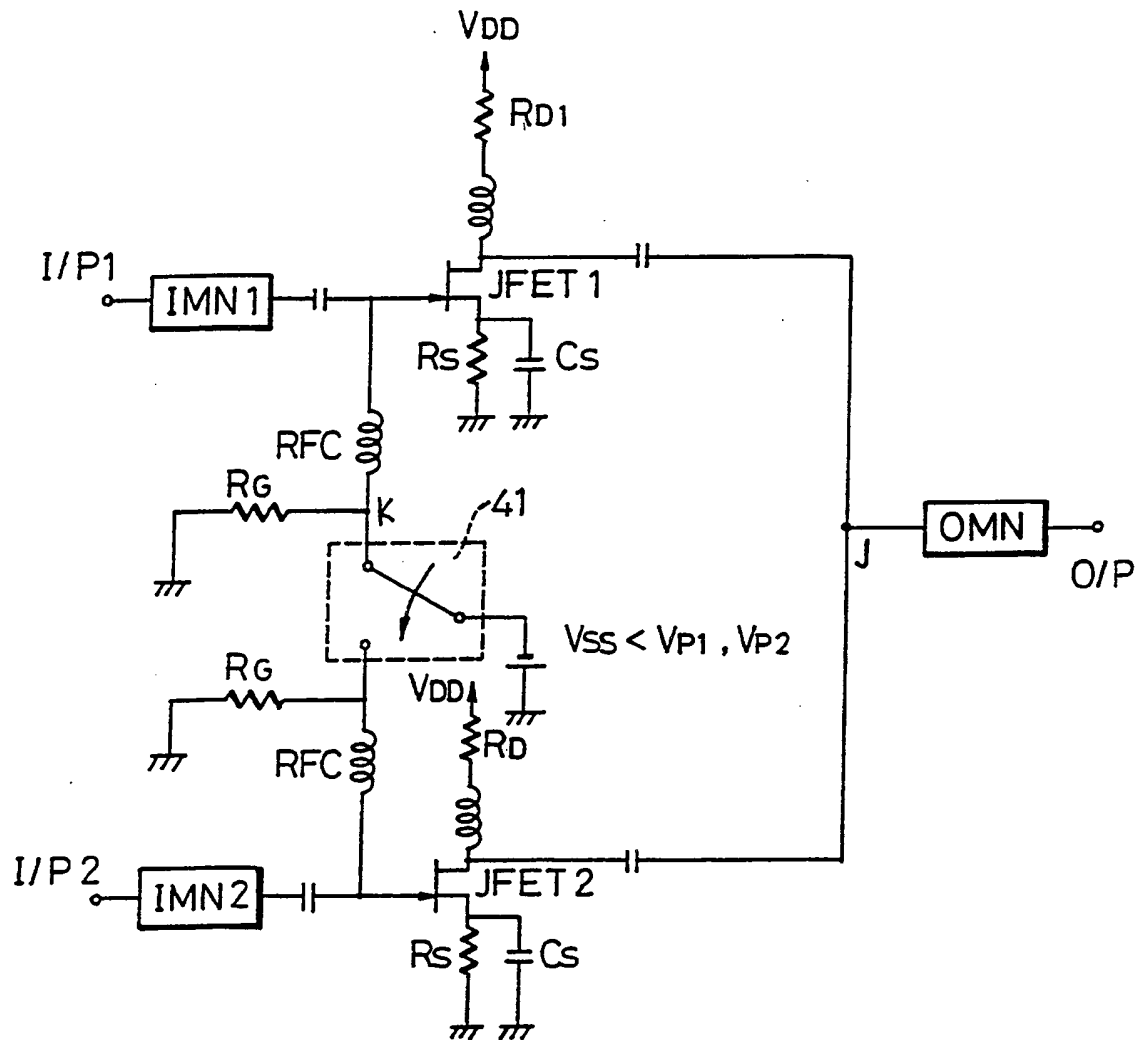 VDD
RD1
I/P1
IMN1
JFET1
RS
CS
RFC
RG
K
41
OMN
J
O/P
VSS < VP1, VP2
RG
VDD
RD
RFC
I/P2
IMN2
JFET2
RS
CS